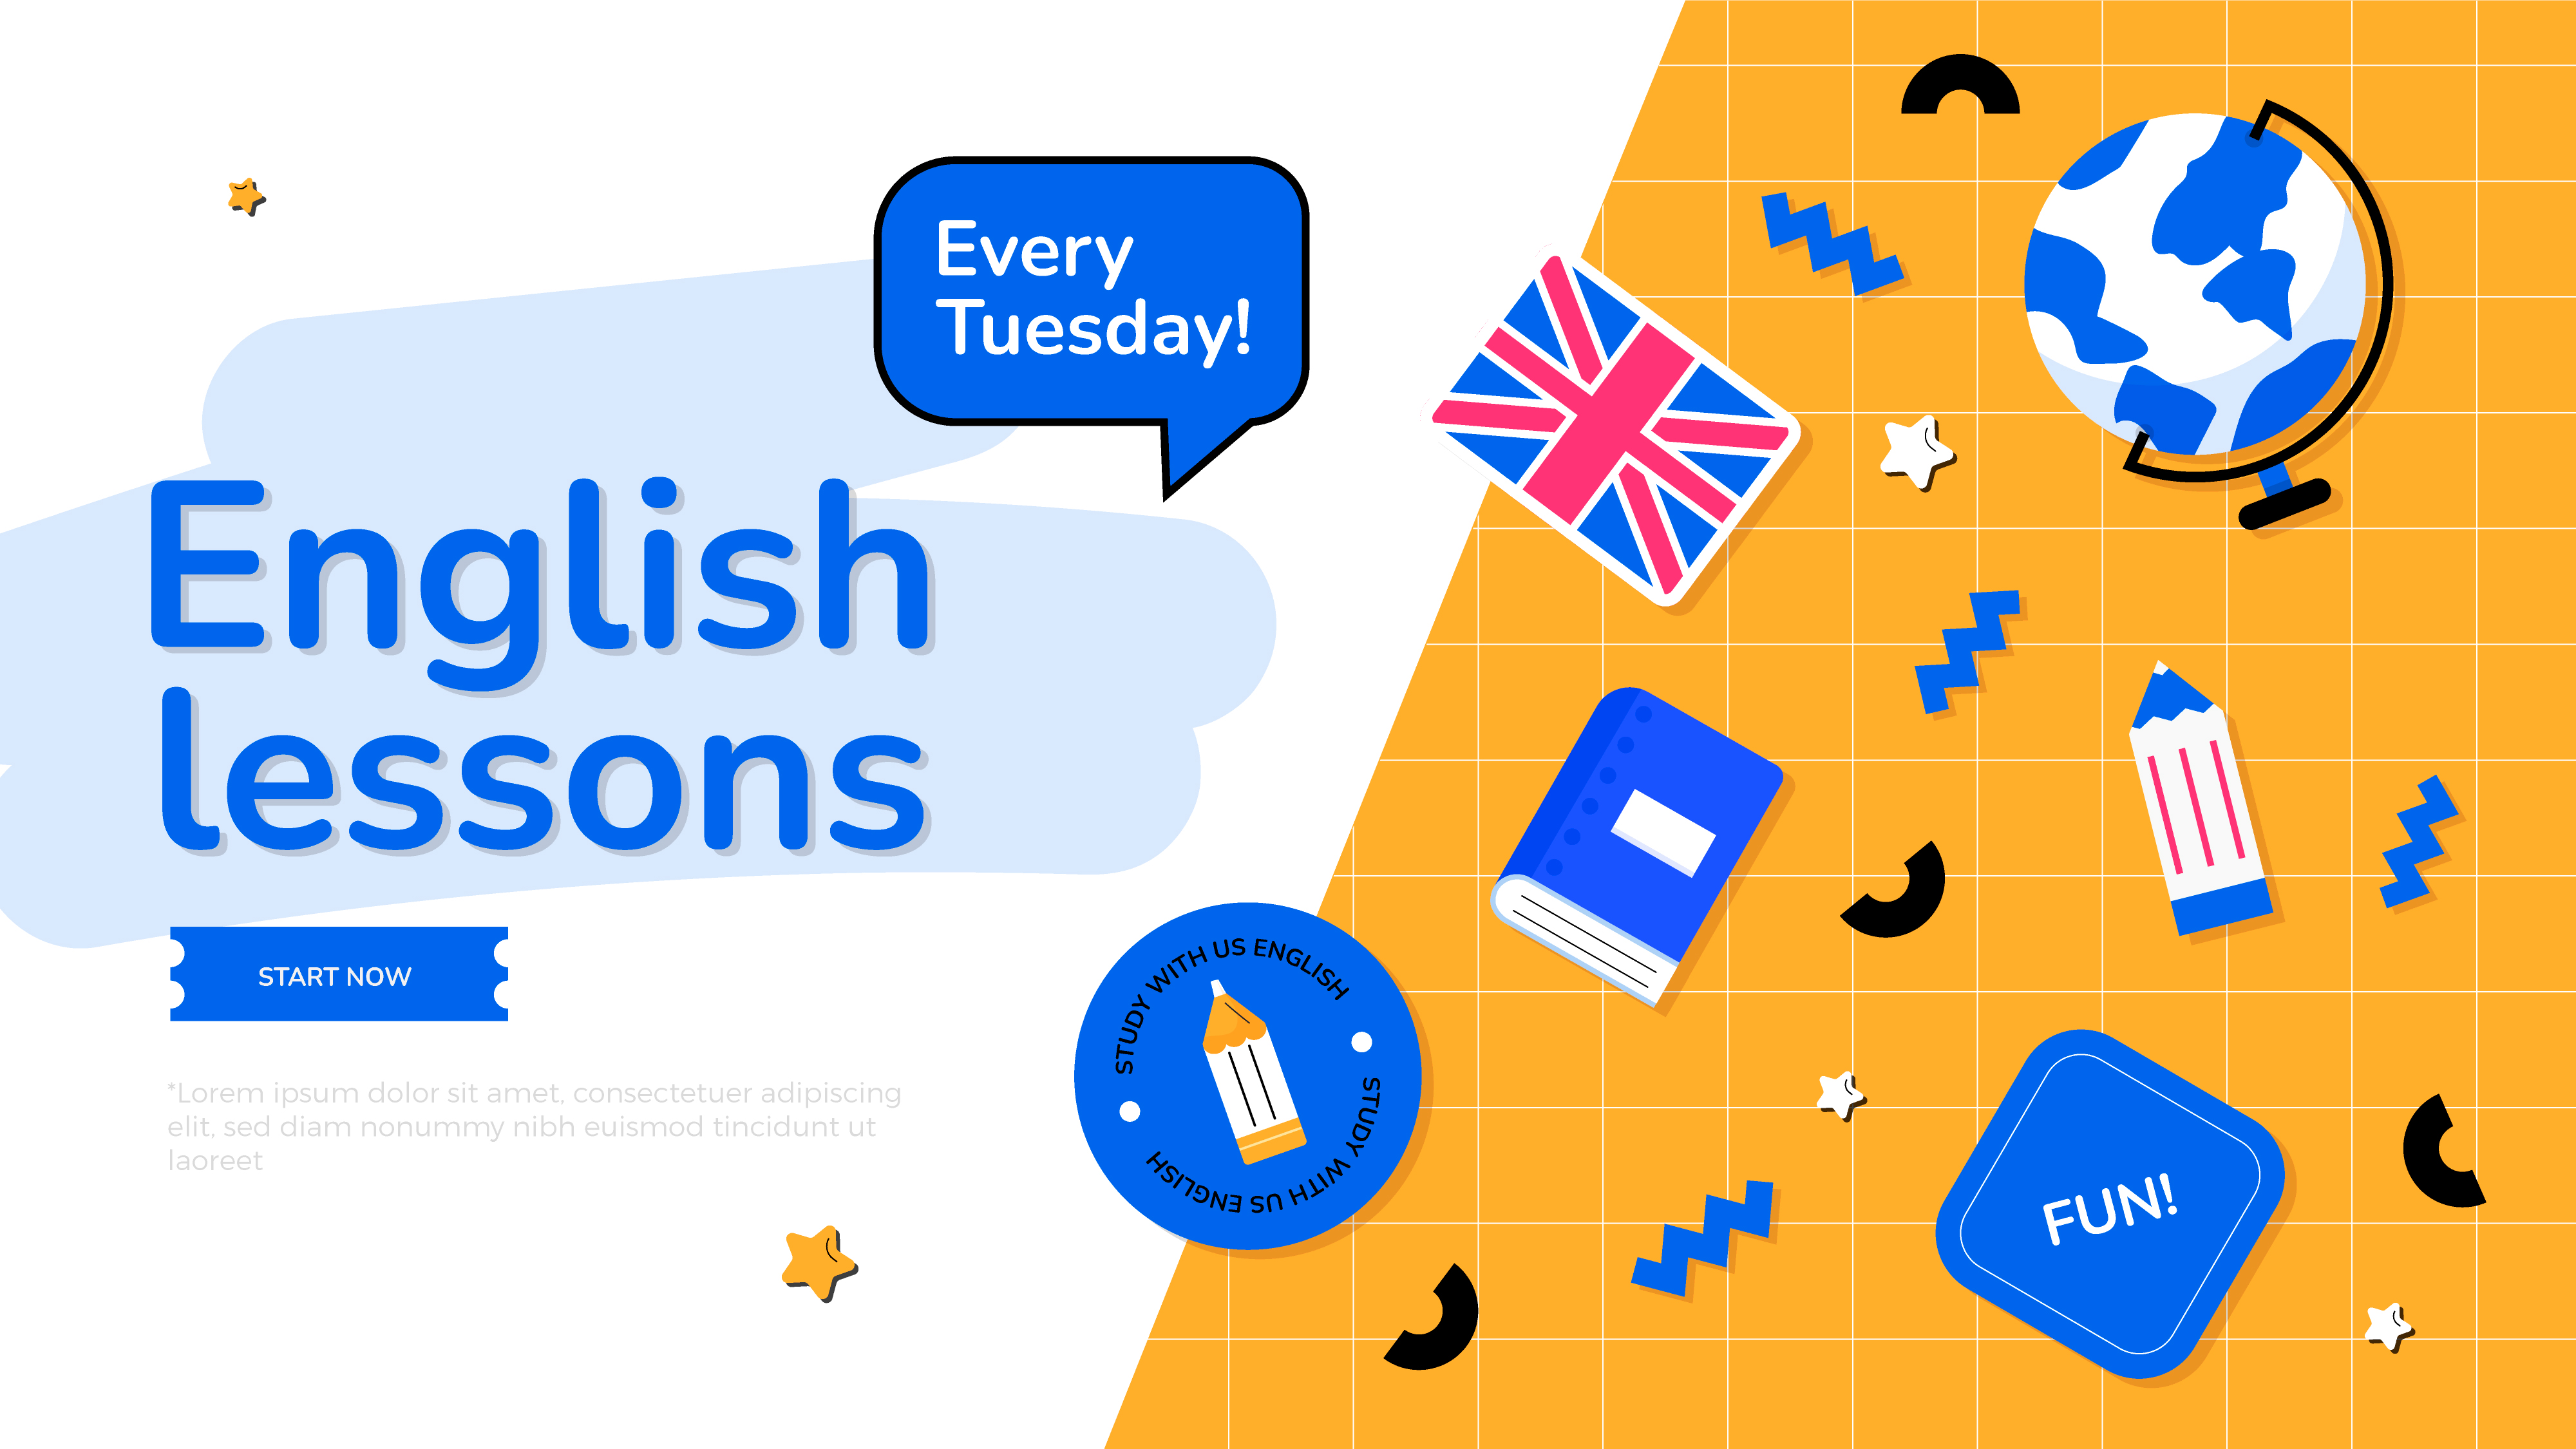 Every
Tuesday!
English
lessons
START NOW
*Lorem ipsum dolor sit amet, consectetuer adipiscing
elit, sed diam nonummy nibh euismod tincidunt ut
laoreet
STUDY WITH US ENGLISH
STUDY WITH US ENGLISH
FUN!